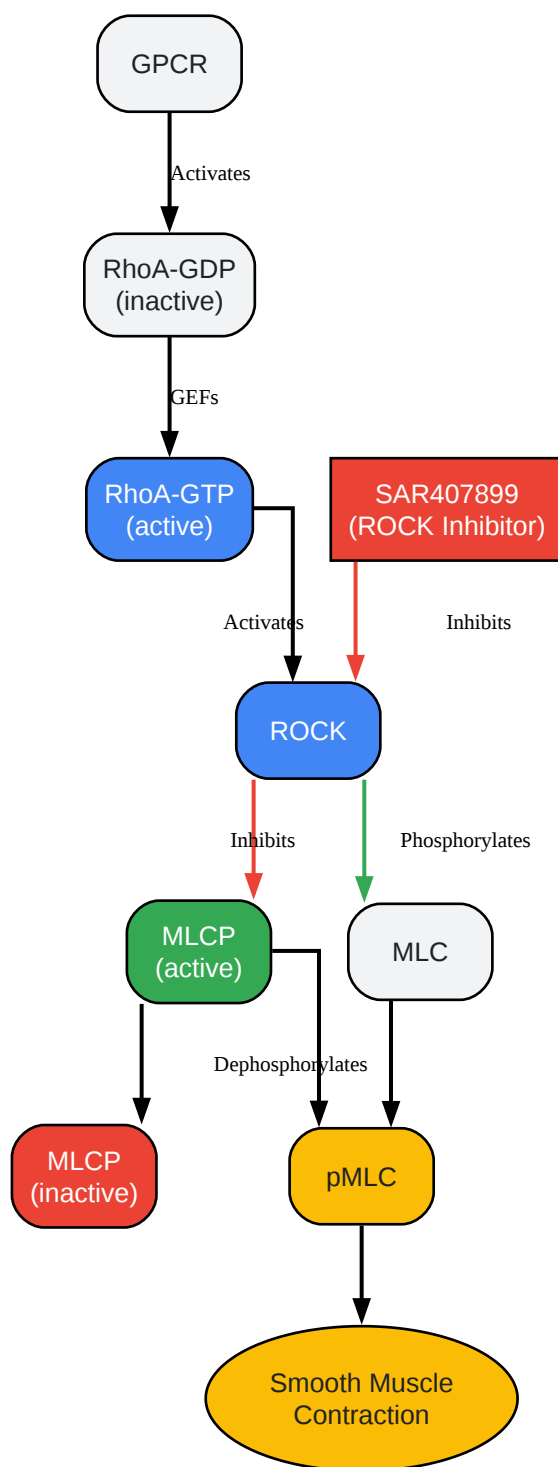 GPCR
Activates
RhoA-GDP
(inactive)
GEFs
RhoA-GTP
(active)
SAR407899
(ROCK Inhibitor)
Activates
Inhibits
ROCK
Inhibits
Phosphorylates
MLCP
(active)
MLC
Dephosphorylates
MLCP
(inactive)
pMLC
Smooth Muscle
Contraction